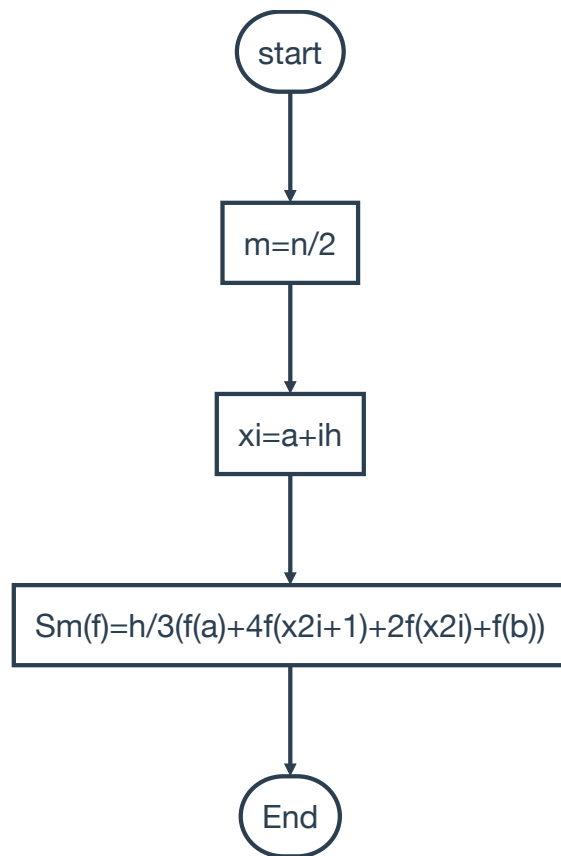 start
m=n/2
xi=a+ih
Sm(f)=h/3(f(a)+4f(x2i+1)+2f(x2i)+f(b))
End